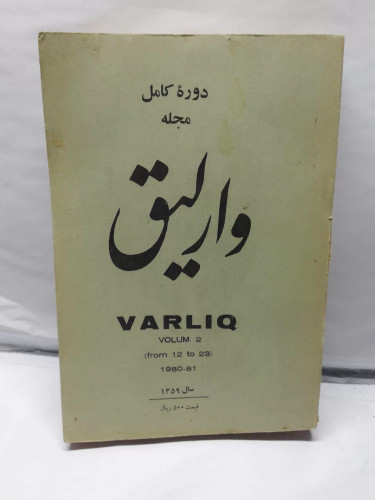 دورهٔ کامل
مجله
وارلیق
VARLIQ
VOLUM 2
(from 12 to 23)
1980-81
سال ۱۳۵۹
قیمت ۵۰۰ ریال